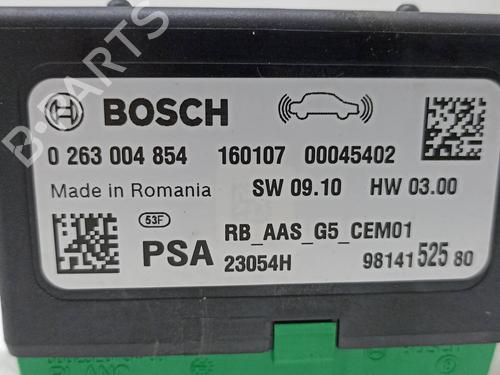 BOSCH
0 263 004 854 160107 00045402
Made in Romania SW 09.10 HW 03.00
53F
PSA RB_AAS_G5_CEM01
23054H 98141 525 80
B-PARTS